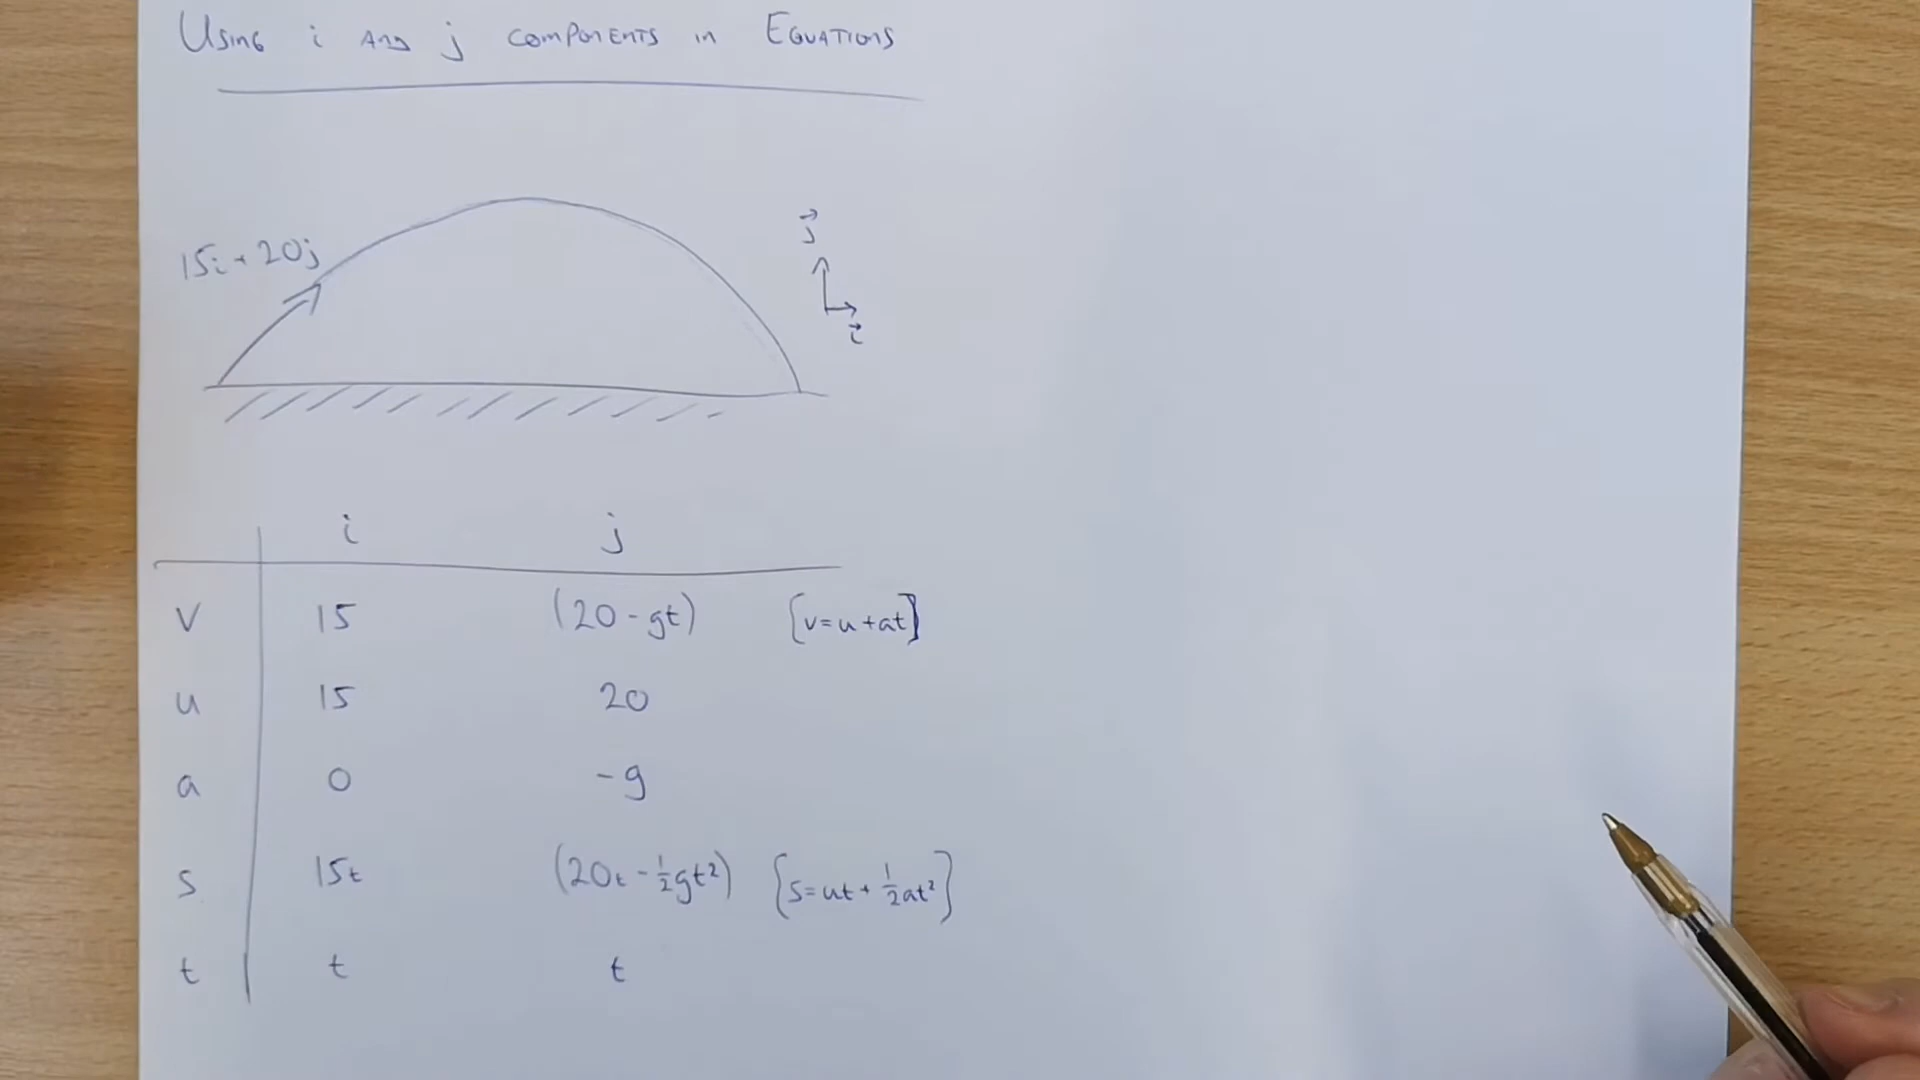 Using i and j components in Equations
15i + 20j
j
i
i j
v 15 (20 - gt) [v = u + at]
u 15 20
a 0 -g
s 15t (20t - ½gt²) {s = ut + ½at²}
t t t